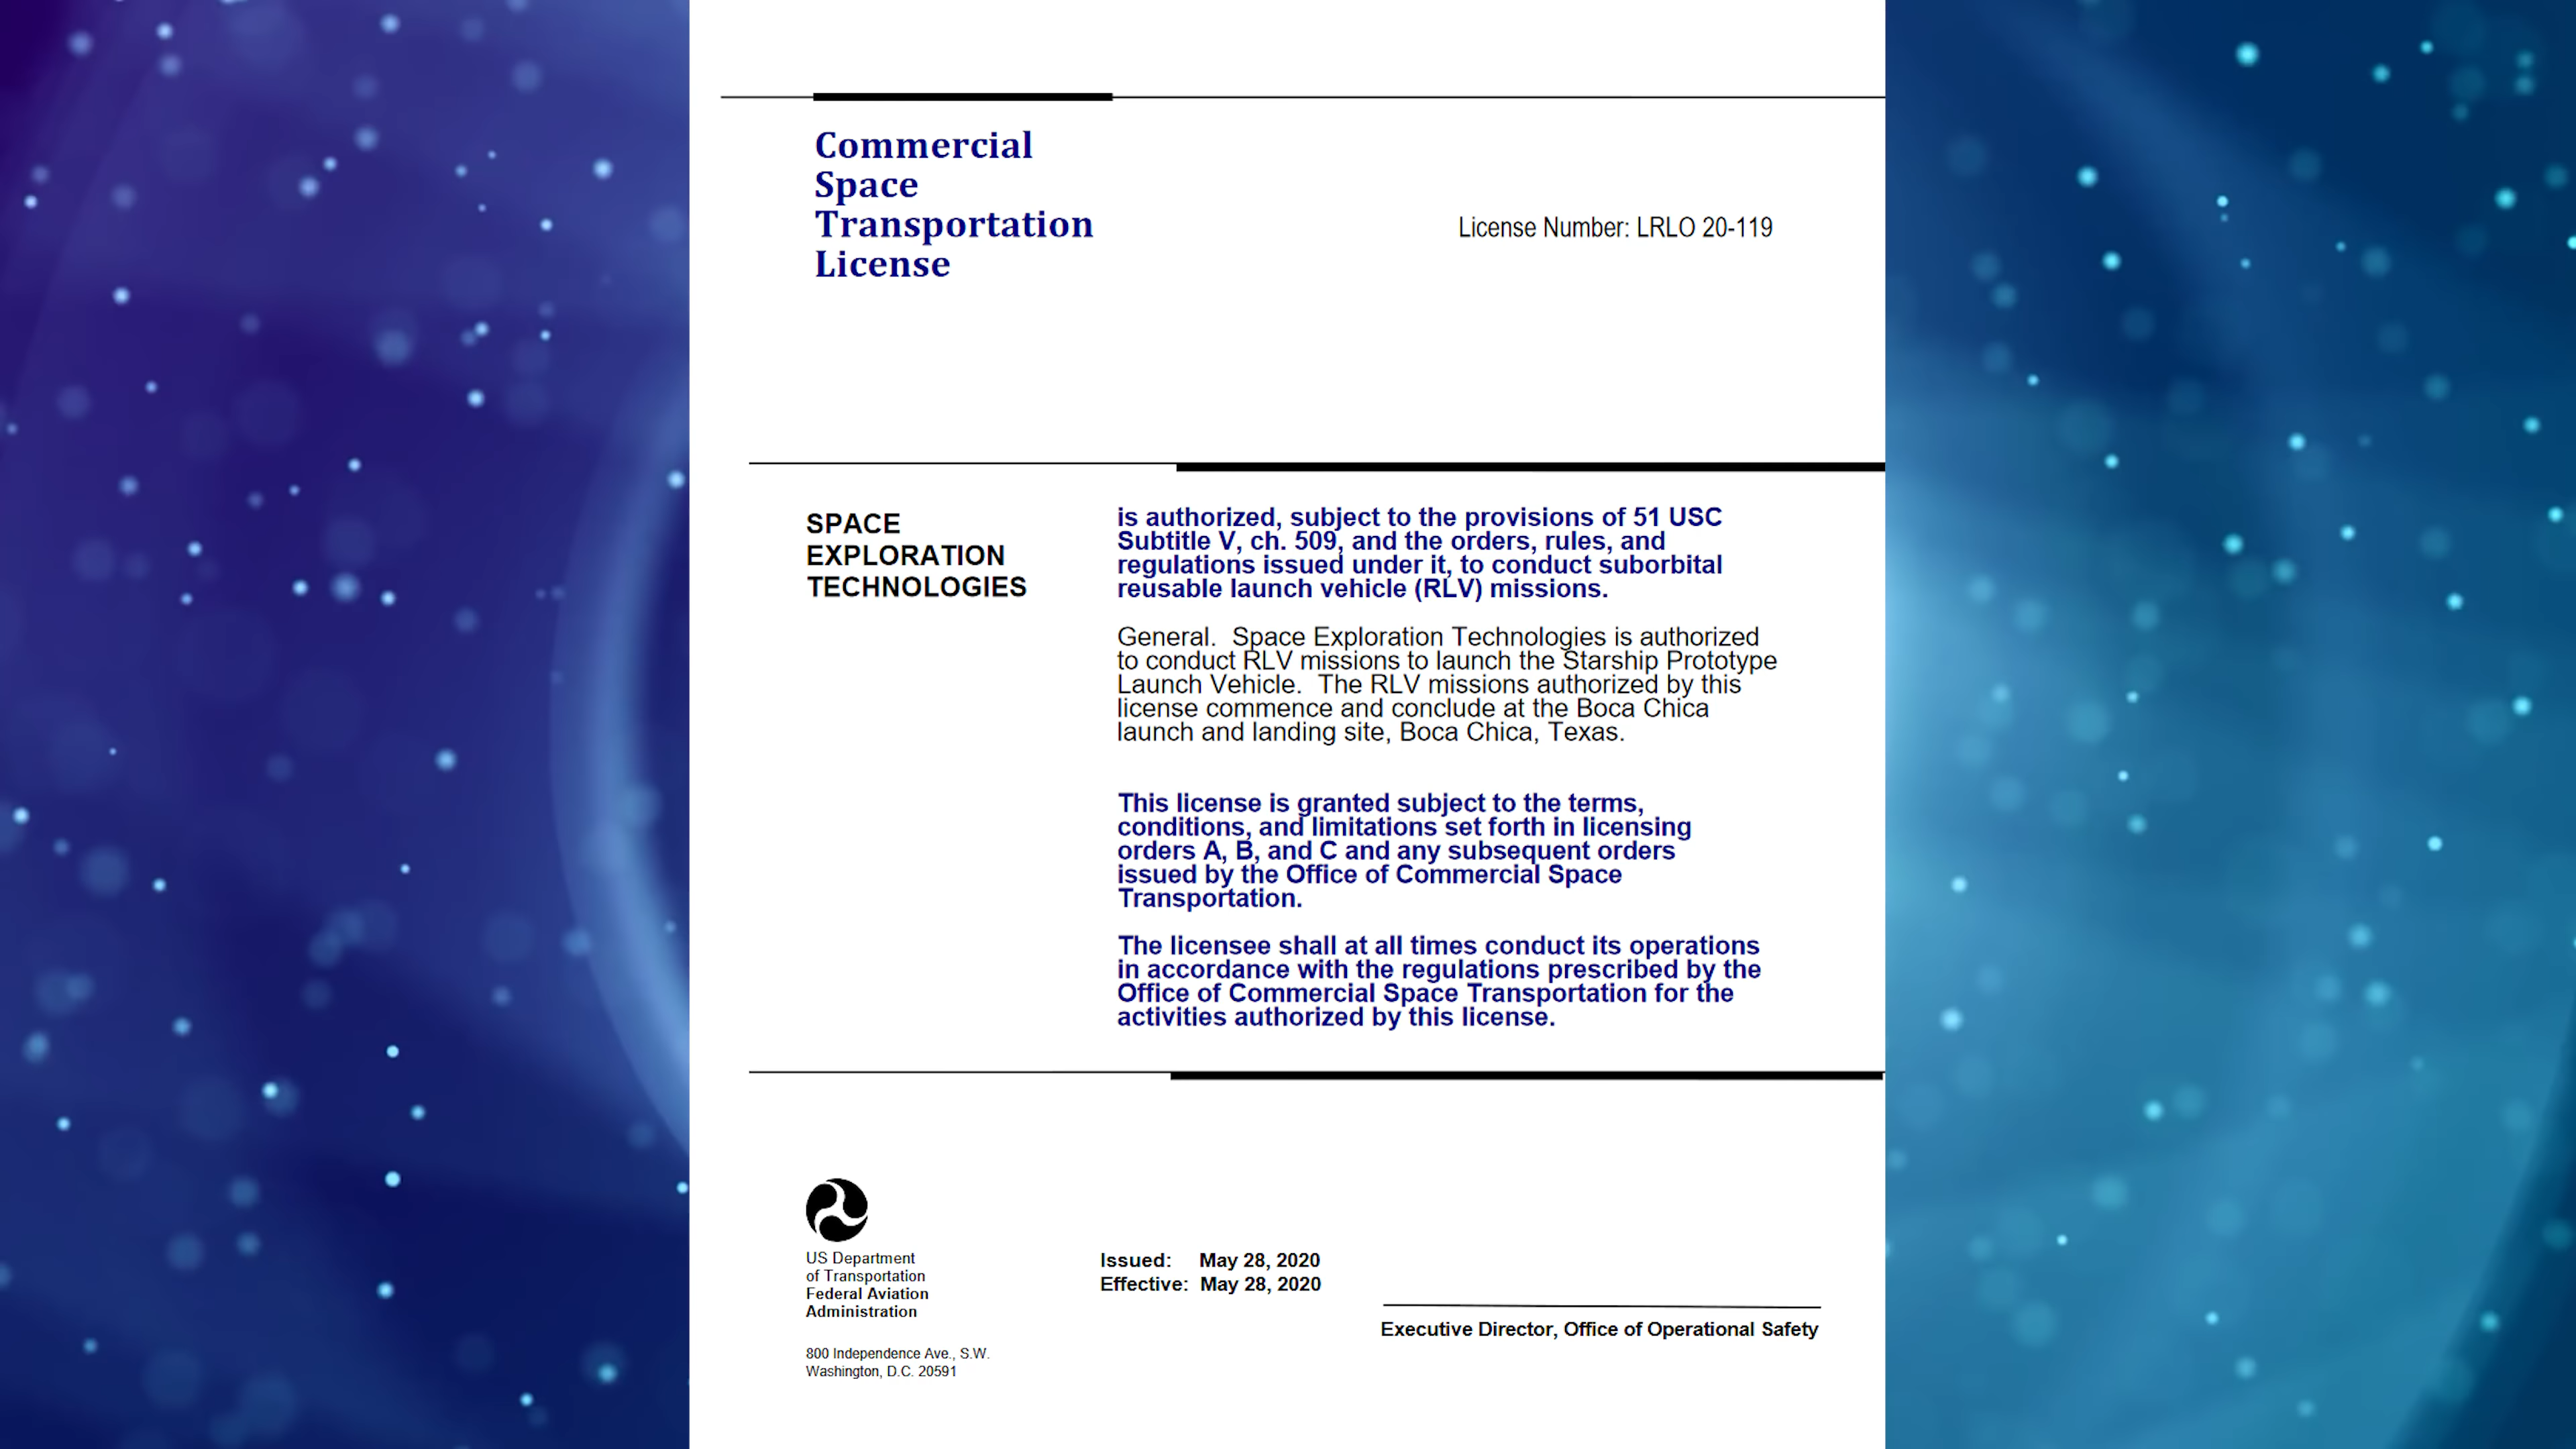 Commercial
Space
Transportation
License
License Number: LRLO 20-119
SPACE
EXPLORATION
TECHNOLOGIES
is authorized, subject to the provisions of 51 USC
Subtitle V, ch. 509, and the orders, rules, and
regulations issued under it, to conduct suborbital
reusable launch vehicle (RLV) missions.
General. Space Exploration Technologies is authorized
to conduct RLV missions to launch the Starship Prototype
Launch Vehicle. The RLV missions authorized by this
license commence and conclude at the Boca Chica
launch and landing site, Boca Chica, Texas.
This license is granted subject to the terms,
conditions, and limitations set forth in licensing
orders A, B, and C and any subsequent orders
issued by the Office of Commercial Space
Transportation.
The licensee shall at all times conduct its operations
in accordance with the regulations prescribed by the
Office of Commercial Space Transportation for the
activities authorized by this license.
US Department
of Transportation
Federal Aviation
Administration
800 Independence Ave., S.W.
Washington, D.C. 20591
Issued: May 28, 2020
Effective: May 28, 2020
Executive Director, Office of Operational Safety